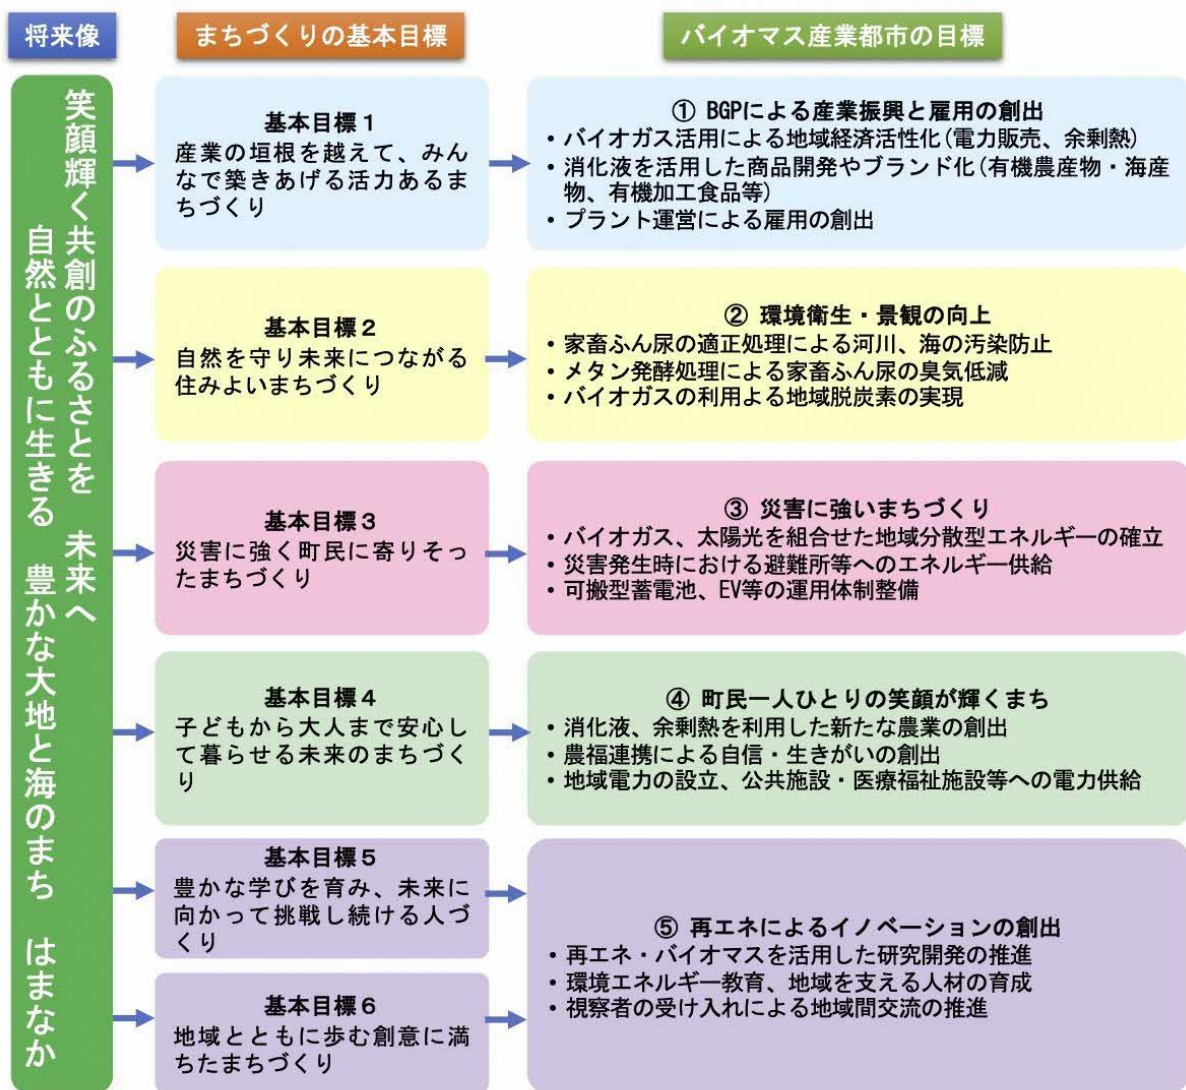 将来像
まちづくりの基本目標
バイオマス産業都市の目標
笑顔輝く共創のふるさとを 未来へ
自然とともに生きる 豊かな大地と海のまち はまなか
基本目標1
産業の垣根を越えて、みん
なで築きあげる活力あるま
ちづくり
① BGPによる産業振興と雇用の創出
・バイオガス活用による地域経済活性化(電力販売、余剰熱)
・消化液を活用した商品開発やブランド化(有機農産物・海産
物、有機加工食品等)
・プラント運営による雇用の創出
基本目標2
自然を守り未来につながる
住みよいまちづくり
② 環境衛生・景観の向上
・家畜ふん尿の適正処理による河川、海の汚染防止
・メタン発酵処理による家畜ふん尿の臭気低減
・バイオガスの利用よる地域脱炭素の実現
基本目標3
災害に強く町民に寄りそっ
たまちづくり
③ 災害に強いまちづくり
・バイオガス、太陽光を組合せた地域分散型エネルギーの確立
・災害発生時における避難所等へのエネルギー供給
・可搬型蓄電池、EV等の運用体制整備
基本目標4
子どもから大人まで安心し
て暮らせる未来のまちづく
り
④ 町民一人ひとりの笑顔が輝くまち
・消化液、余剰熱を利用した新たな農業の創出
・農福連携による自信・生きがいの創出
・地域電力の設立、公共施設・医療福祉施設等への電力供給
基本目標5
豊かな学びを育み、未来に
向かって挑戦し続ける人づ
くり
基本目標6
地域とともに歩む創意に満
ちたまちづくり
⑤ 再エネによるイノベーションの創出
・再エネ・バイオマスを活用した研究開発の推進
・環境エネルギー教育、地域を支える人材の育成
・視察者の受け入れによる地域間交流の推進